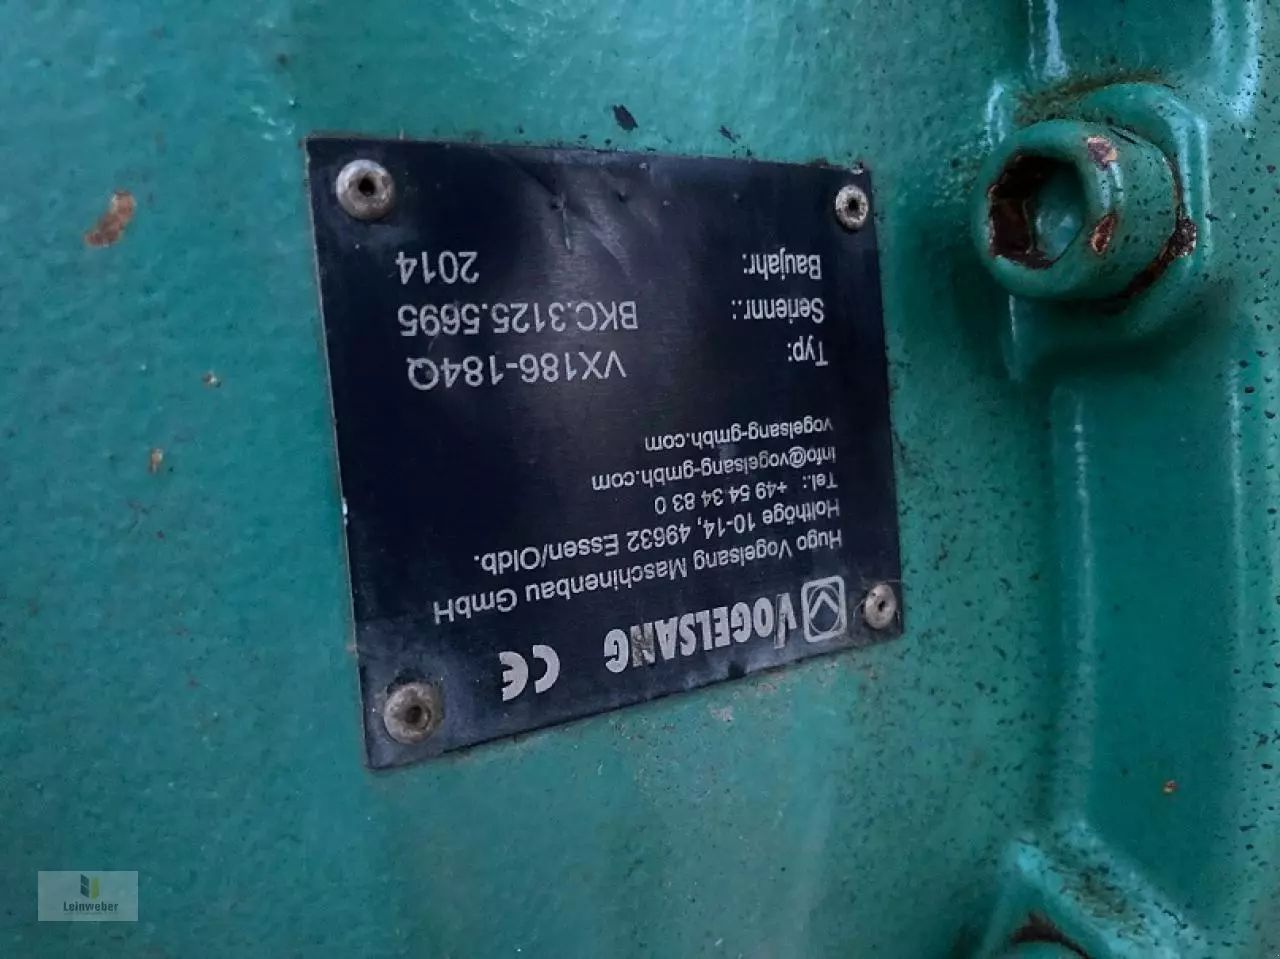 VOGELSANG CE
Hugo Vogelsang Maschinenbau GmbH
Holthöge 10-14, 49632 Essen/Oldb.
Tel.: +49 54 34 83 0
info@vogelsang-gmbh.com
vogelsang-gmbh.com
Typ: VX186-184Q
Seriennr.: BKC.3125.5695
Baujahr: 2014
Leinweber